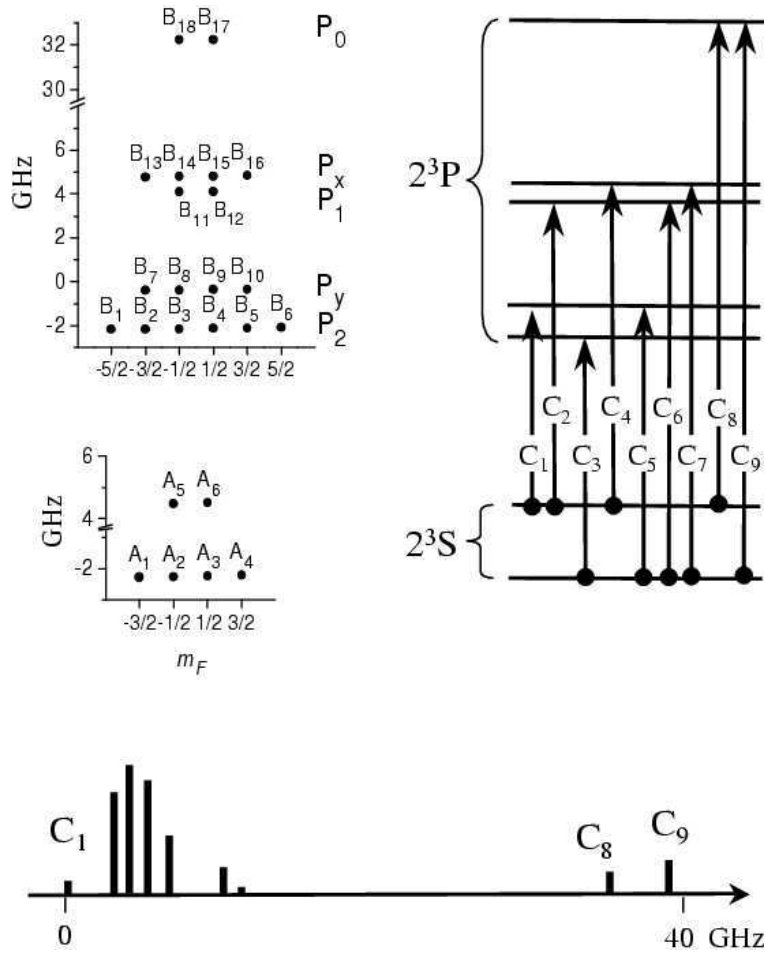 B₁₈ B₁₇
P₀
32
30
GHz
6
4
2
0
-2
B₁₃ B₁₄ B₁₅ B₁₆
Pₓ
B₁₁ B₁₂
P₁
B₇ B₈ B₉ B₁₀
Pᵧ
B₁ B₂ B₃ B₄ B₅ B₆
P₂
-5/2 -3/2 -1/2 1/2 3/2 5/2
2³P
C₁ C₂ C₃ C₄ C₅ C₆ C₇ C₈ C₉
2³S
GHz
6
4
-2
A₅ A₆
A₁ A₂ A₃ A₄
-3/2 -1/2 1/2 3/2
m_F
C₁
C₈
C₉
0
40 GHz